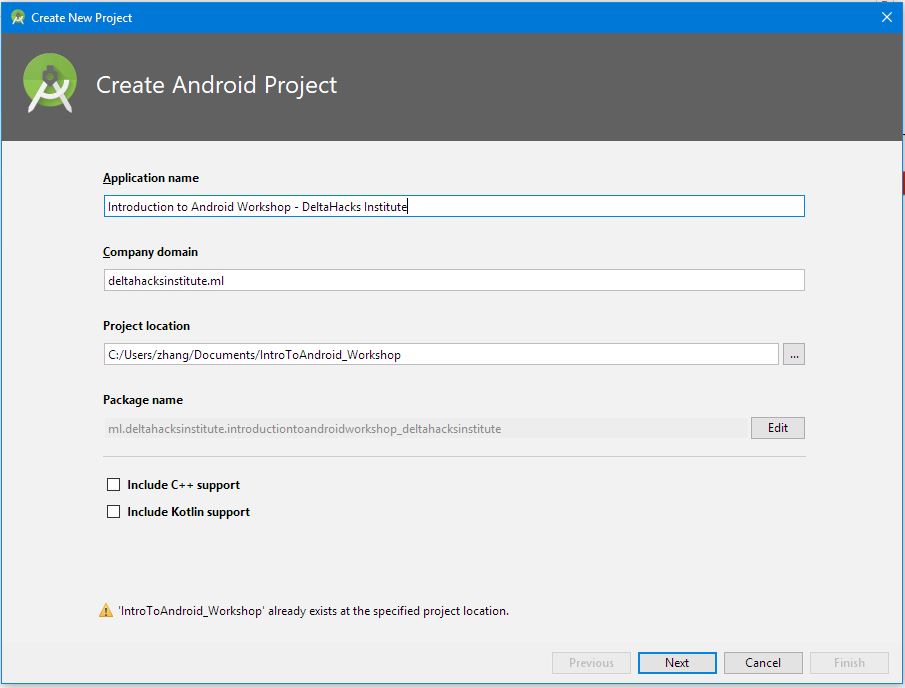 Create New Project
Create Android Project
Application name
Introduction to Android Workshop - DeltaHacks Institute
Company domain
deltahacksinstitute.ml
Project location
C:/Users/zhang/Documents/IntroToAndroid_Workshop
...
Package name
ml.deltahacksinstitute.introductiontoandroidworkshop_deltahacksinstitute
Edit
Include C++ support
Include Kotlin support
'IntroToAndroid_Workshop' already exists at the specified project location.
Previous Next Cancel Finish